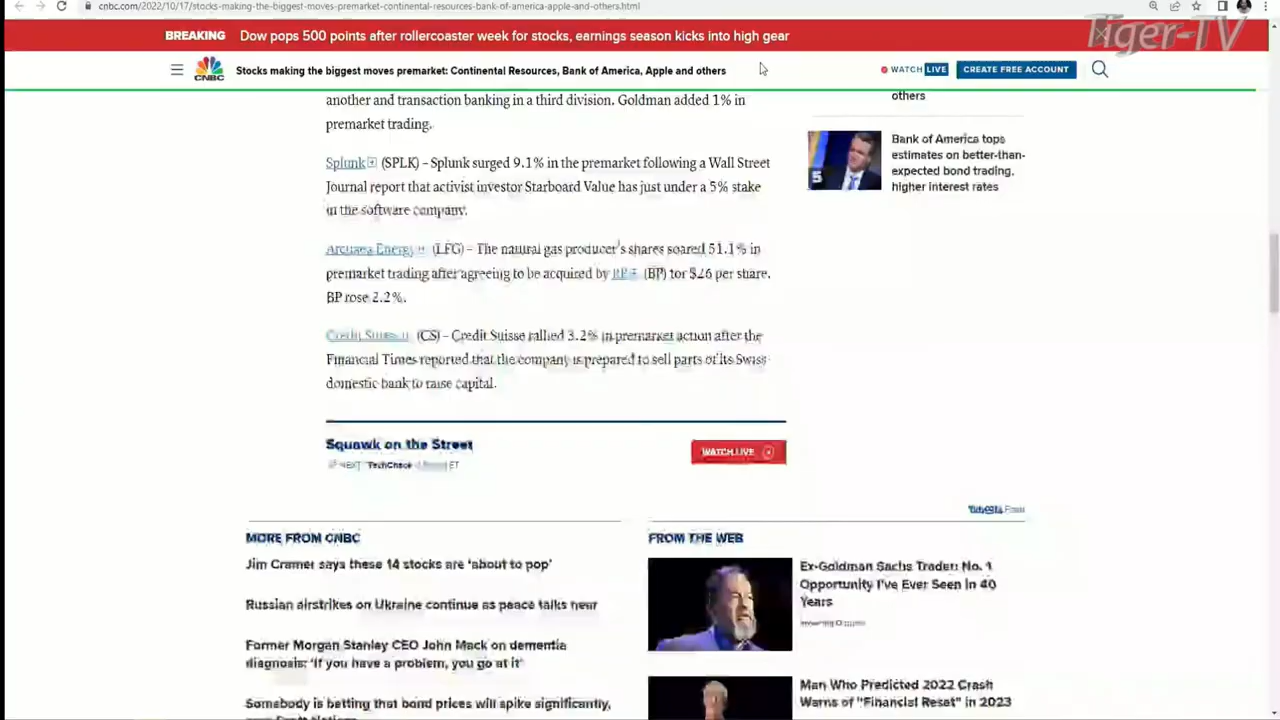 cnbc.com/2022/10/17/stocks-making-the-biggest-moves-premarket-continental-resources-bank-of-america-apple-and-others.html
Tiger-TV
BREAKING Dow pops 500 points after rollercoaster week for stocks, earnings season kicks into high gear
CNBC Stocks making the biggest moves premarket: Continental Resources, Bank of America, Apple and others WATCH LIVE CREATE FREE ACCOUNT
another and transaction banking in a third division. Goldman added 1% in
premarket trading.
Splunk (SPLK) – Splunk surged 9.1% in the premarket following a Wall Street
Journal report that activist investor Starboard Value has just under a 5% stake
in the software company.
(LFG) – The natural gas producer's shares soared 51.1% in
premarket trading after agreeing to be acquired by BP (BP) for $26 per share.
BP rose 2.2%.
Credit Suisse (CS) – Credit Suisse rallied 3.2% in premarket action after the
Financial Times reported that the company is prepared to sell parts of its Swiss
domestic bank to raise capital.
Squawk on the Street
WATCH LIVE
NEXT TechCheck ET
others
Bank of America tops
estimates on better-than-
expected bond trading,
higher interest rates
MORE FROM CNBC
Jim Cramer says these 14 stocks are 'about to pop'
Russian airstrikes on Ukraine continue as peace talks near
Former Morgan Stanley CEO John Mack on dementia
diagnosis: 'If you have a problem, you go at it'
Somebody is betting that bond prices will spike significantly,
FROM THE WEB
Ex-Goldman Sachs Trader: No. 1
Opportunity I've Ever Seen in 40
Years
Man Who Predicted 2022 Crash
Warns of "Financial Reset" in 2023